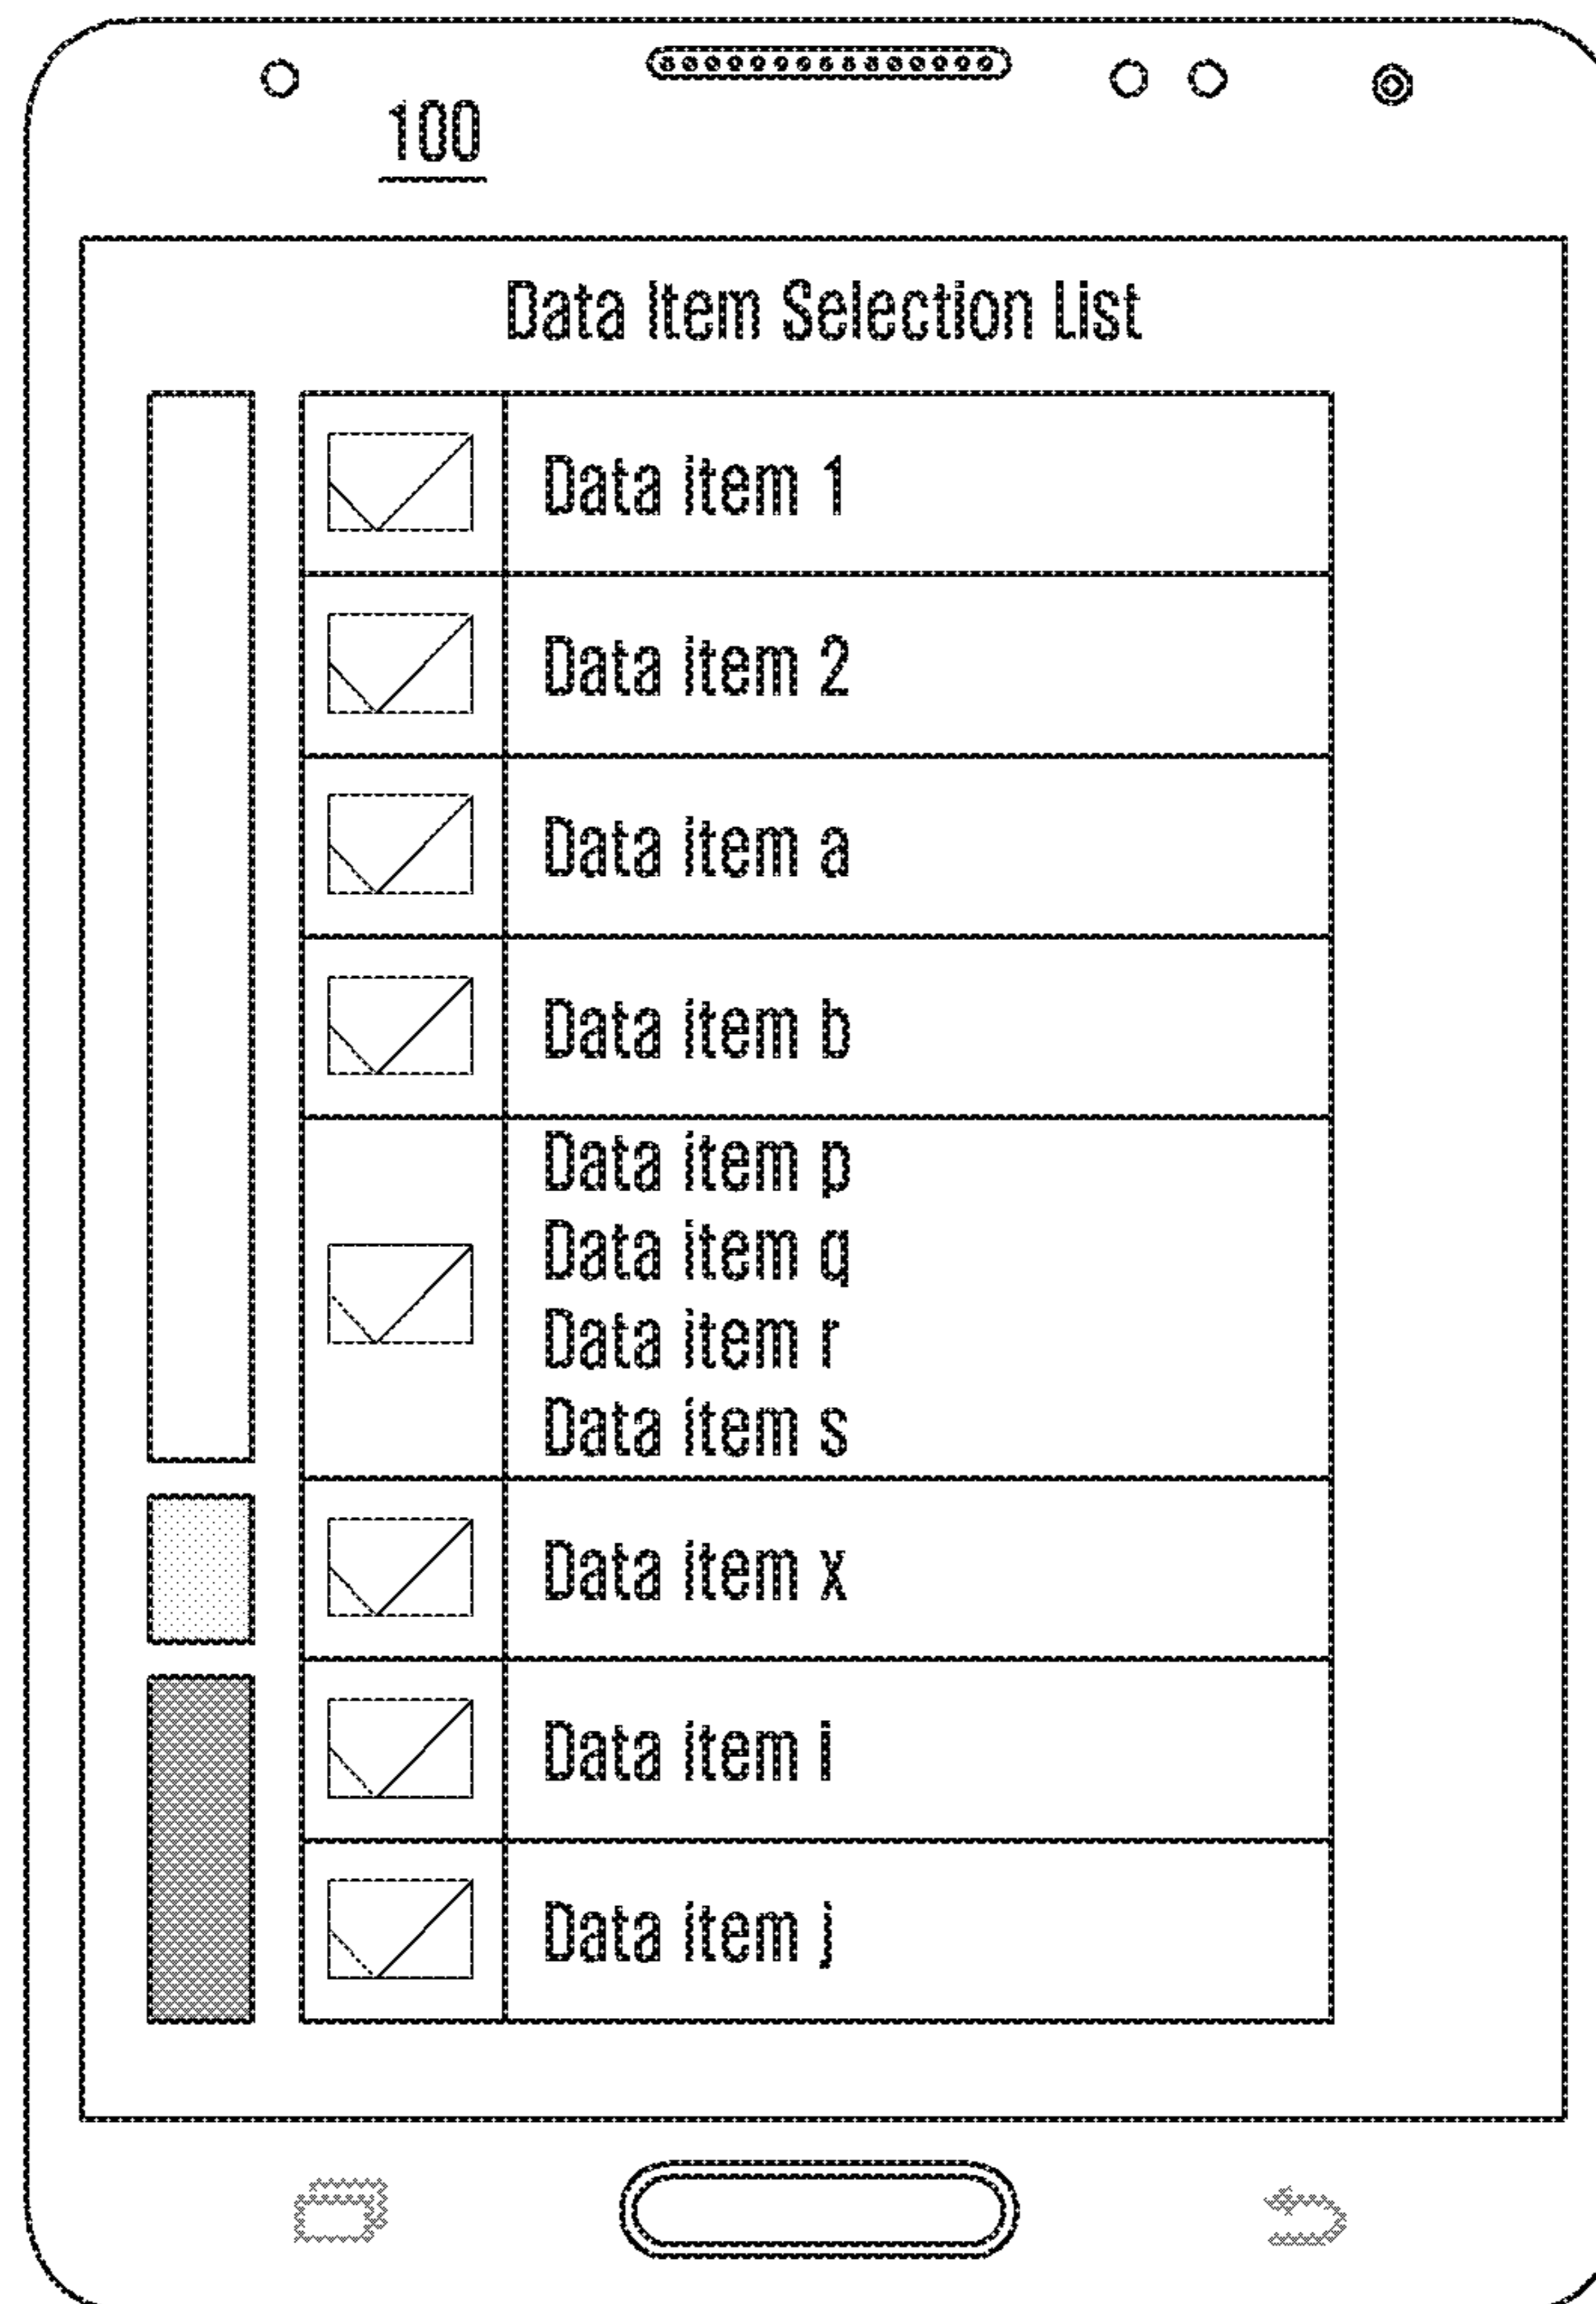 100
Data Item Selection List
Data item 1
Data item 2
Data item a
Data item b
Data item p
Data item q
Data item r
Data item s
Data item x
Data item i
Data item j